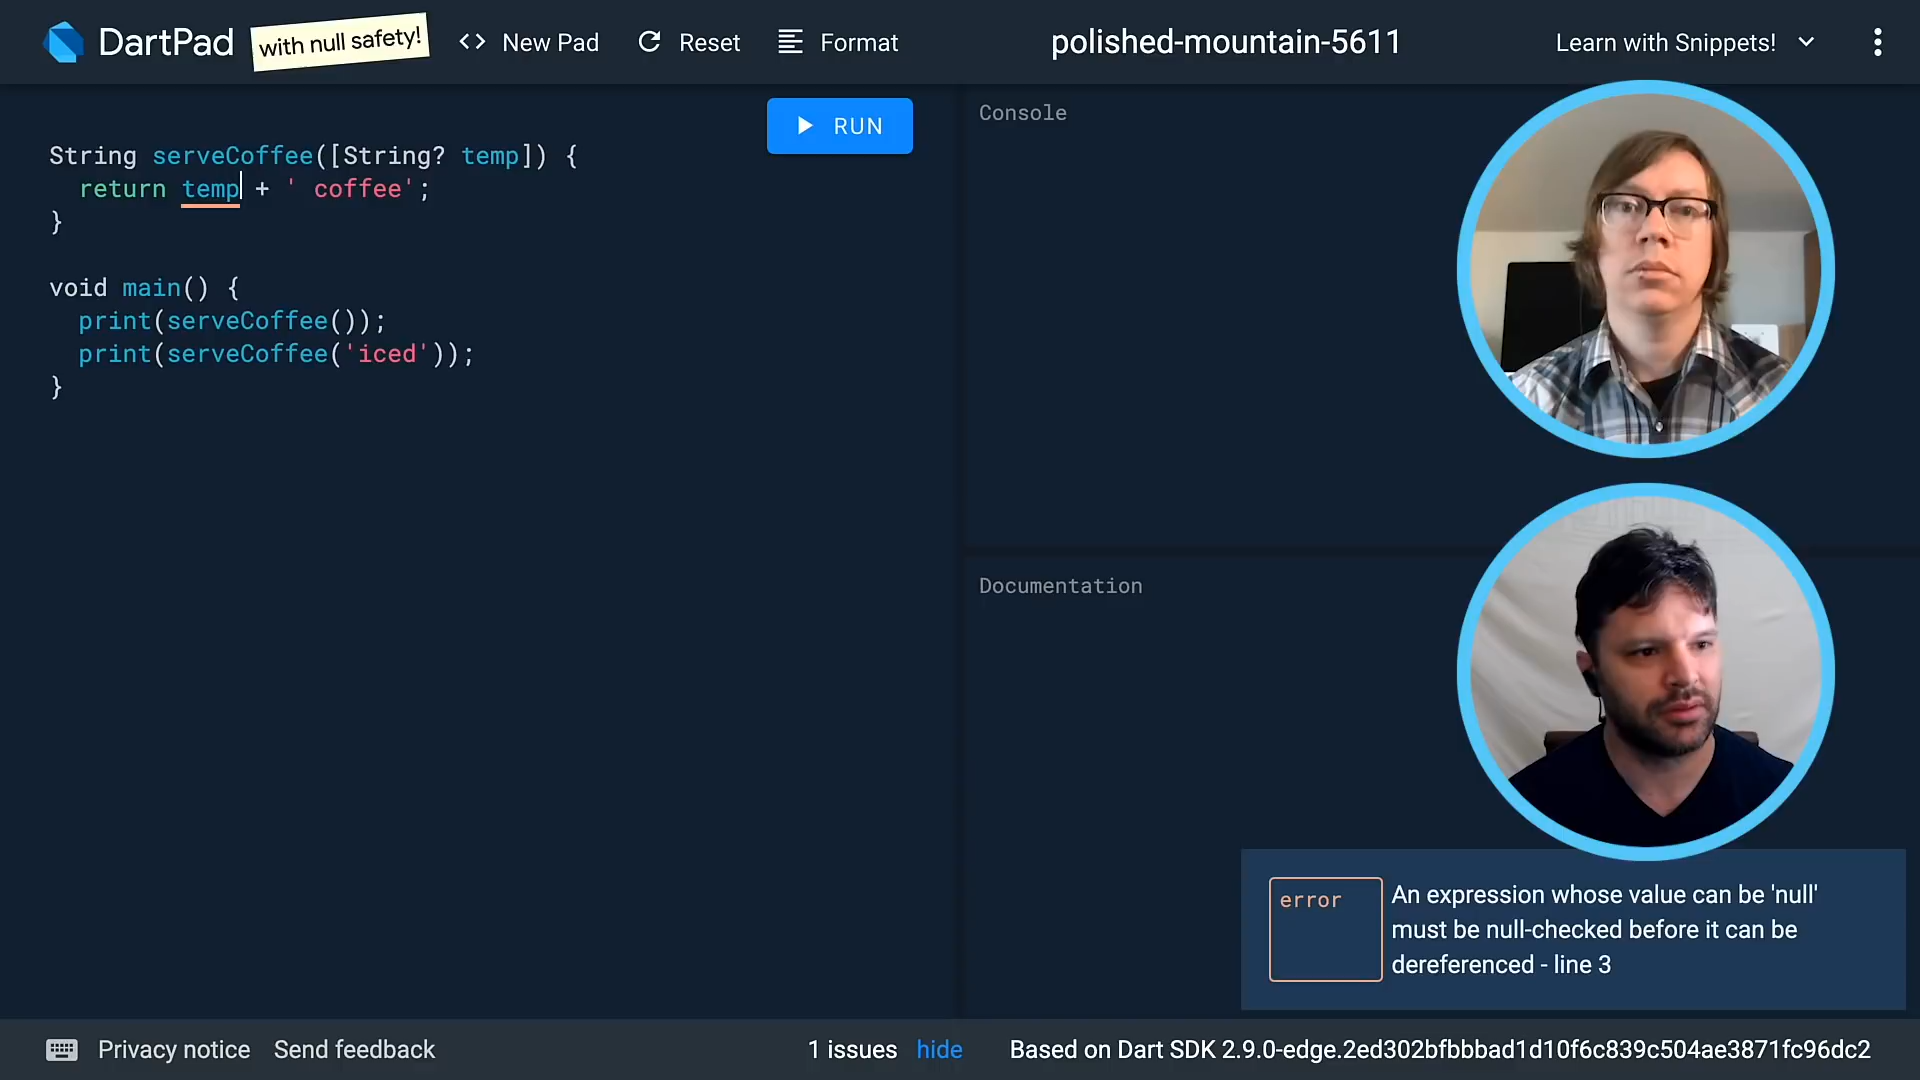 DartPad with null safety! New Pad Reset Format polished-mountain-5611 Learn with Snippets!
RUN
String serveCoffee([String? temp]) {
  return temp + ' coffee';
}
void main() {
  print(serveCoffee());
  print(serveCoffee('iced'));
}
Console
Documentation
error
An expression whose value can be 'null'
must be null-checked before it can be
dereferenced - line 3
Privacy notice Send feedback 1 issues hide Based on Dart SDK 2.9.0-edge.2ed302bfbbbad1d10f6c839c504ae3871fc96dc2